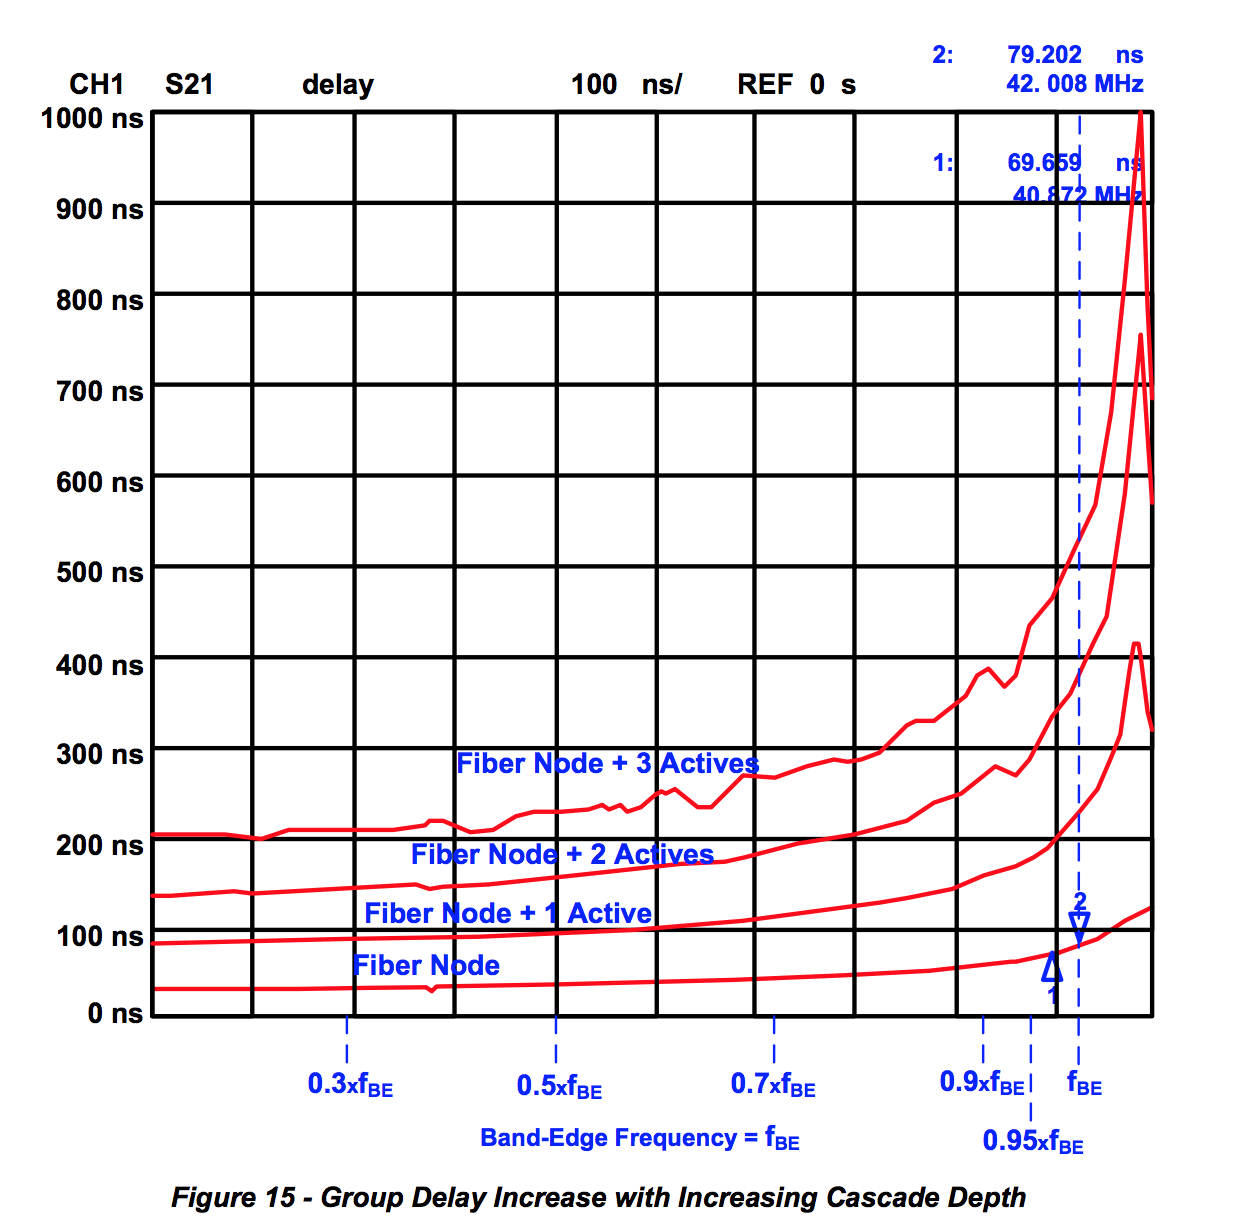 2: 79.202 ns
CH1 S21 delay 100 ns/ REF 0 s 42. 008 MHz
1000 ns
1: 69.659 ns
40.872 MHz
900 ns
800 ns
700 ns
600 ns
500 ns
400 ns
300 ns
Fiber Node + 3 Actives
200 ns
Fiber Node + 2 Actives
2
Fiber Node + 1 Active
100 ns
Fiber Node
1
0 ns
0.3xfBE 0.5xfBE 0.7xfBE 0.9xfBE fBE
Band-Edge Frequency = fBE
0.95xfBE
Figure 15 - Group Delay Increase with Increasing Cascade Depth